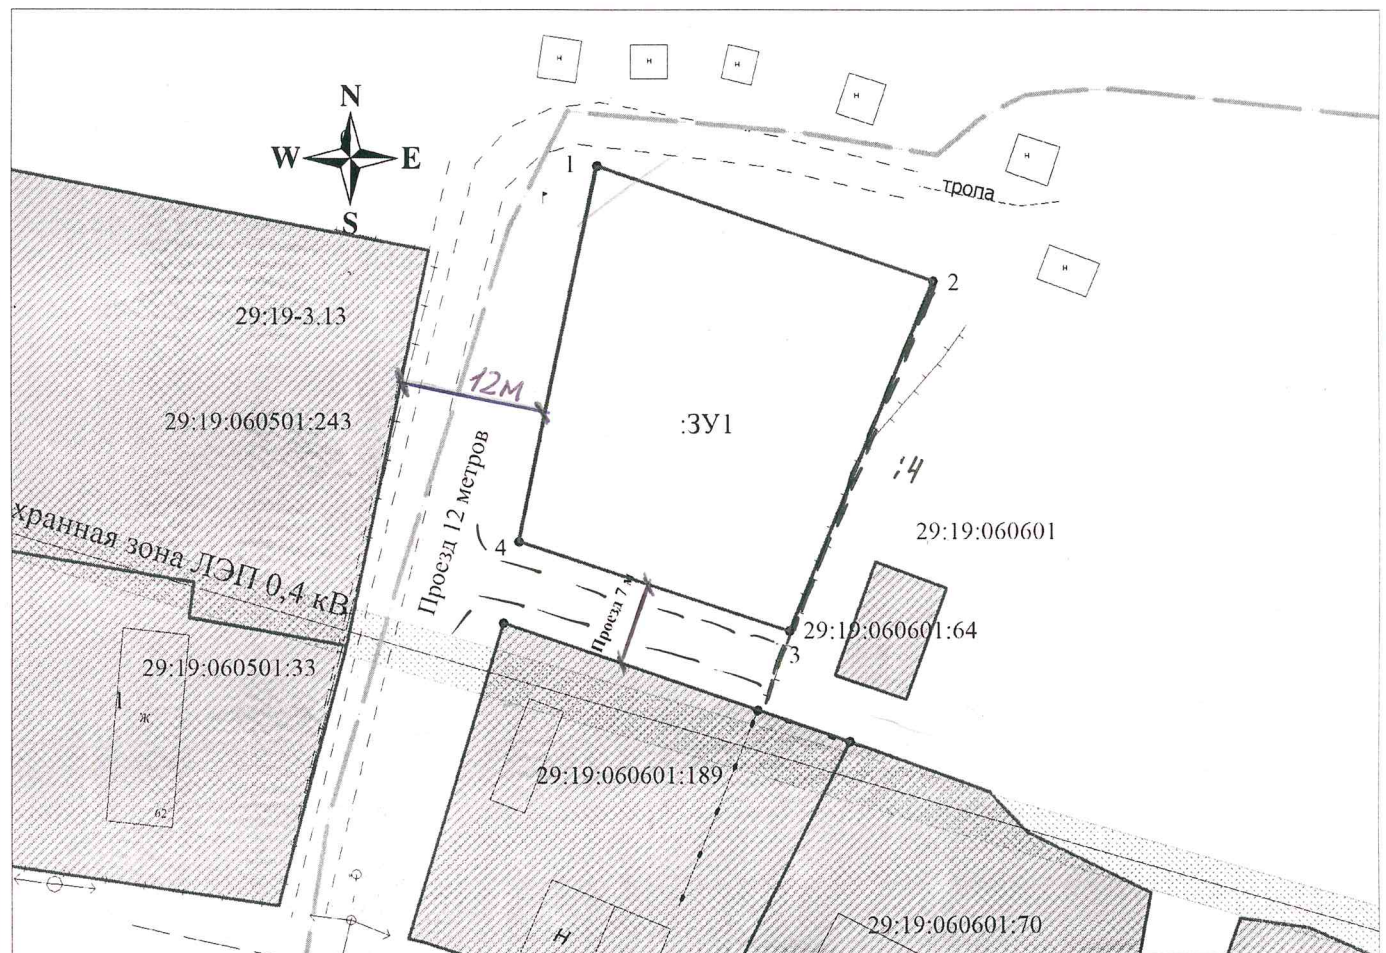 н
н
н
н
N
W
E
S
н
1
тропа
2
н
29:19-3.13
12м
29:19:060501:243
:ЗУ1
Проезд 12 метров
:4
хранная зона ЛЭП 0,4 кВ
29:19:060601
4
Проезд 7 м
29:19:060601:64
3
29:19:060501:33
1
ж
29:19:060601:189
62
29:19:060601:70
н